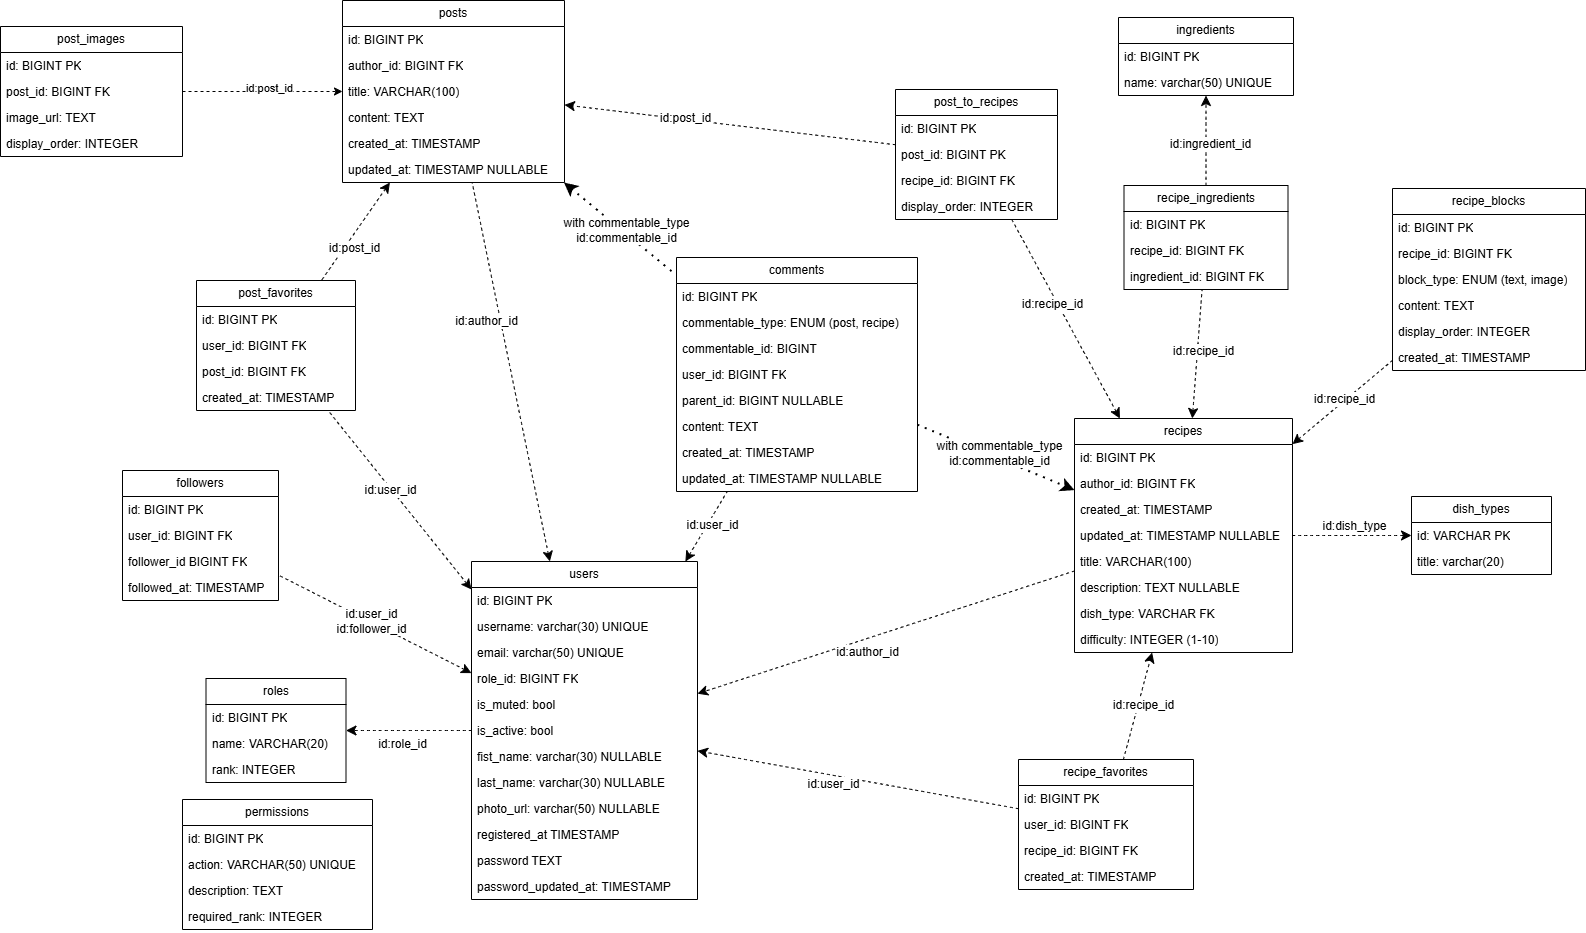 posts
id: BIGINT PK
author_id: BIGINT FK
title: VARCHAR(100)
content: TEXT
created_at: TIMESTAMP
updated_at: TIMESTAMP NULLABLE
post_images
id: BIGINT PK
post_id: BIGINT FK
image_url: TEXT
display_order: INTEGER
id:post_id
ingredients
id: BIGINT PK
name: varchar(50) UNIQUE
post_to_recipes
id: BIGINT PK
post_id: BIGINT PK
recipe_id: BIGINT FK
display_order: INTEGER
id:post_id
id:ingredient_id
recipe_ingredients
id: BIGINT PK
recipe_id: BIGINT FK
ingredient_id: BIGINT FK
recipe_blocks
id: BIGINT PK
recipe_id: BIGINT FK
block_type: ENUM (text, image)
content: TEXT
display_order: INTEGER
created_at: TIMESTAMP
with commentable_type
id:commentable_id
id:post_id
post_favorites
id: BIGINT PK
user_id: BIGINT FK
post_id: BIGINT FK
created_at: TIMESTAMP
id:author_id
comments
id: BIGINT PK
commentable_type: ENUM (post, recipe)
commentable_id: BIGINT
user_id: BIGINT FK
parent_id: BIGINT NULLABLE
content: TEXT
created_at: TIMESTAMP
updated_at: TIMESTAMP NULLABLE
id:recipe_id
id:recipe_id
id:recipe_id
with commentable_type
id:commentable_id
recipes
id: BIGINT PK
author_id: BIGINT FK
created_at: TIMESTAMP
updated_at: TIMESTAMP NULLABLE
title: VARCHAR(100)
description: TEXT NULLABLE
dish_type: VARCHAR FK
difficulty: INTEGER (1-10)
id:dish_type
dish_types
id: VARCHAR PK
title: varchar(20)
followers
id: BIGINT PK
user_id: BIGINT FK
follower_id BIGINT FK
followed_at: TIMESTAMP
id:user_id
id:user_id
id:user_id
id:follower_id
users
id: BIGINT PK
username: varchar(30) UNIQUE
email: varchar(50) UNIQUE
role_id: BIGINT FK
is_muted: bool
is_active: bool
fist_name: varchar(30) NULLABLE
last_name: varchar(30) NULLABLE
photo_url: varchar(50) NULLABLE
registered_at TIMESTAMP
password TEXT
password_updated_at: TIMESTAMP
id:author_id
roles
id: BIGINT PK
name: VARCHAR(20)
rank: INTEGER
id:role_id
id:recipe_id
id:user_id
recipe_favorites
id: BIGINT PK
user_id: BIGINT FK
recipe_id: BIGINT FK
created_at: TIMESTAMP
permissions
id: BIGINT PK
action: VARCHAR(50) UNIQUE
description: TEXT
required_rank: INTEGER